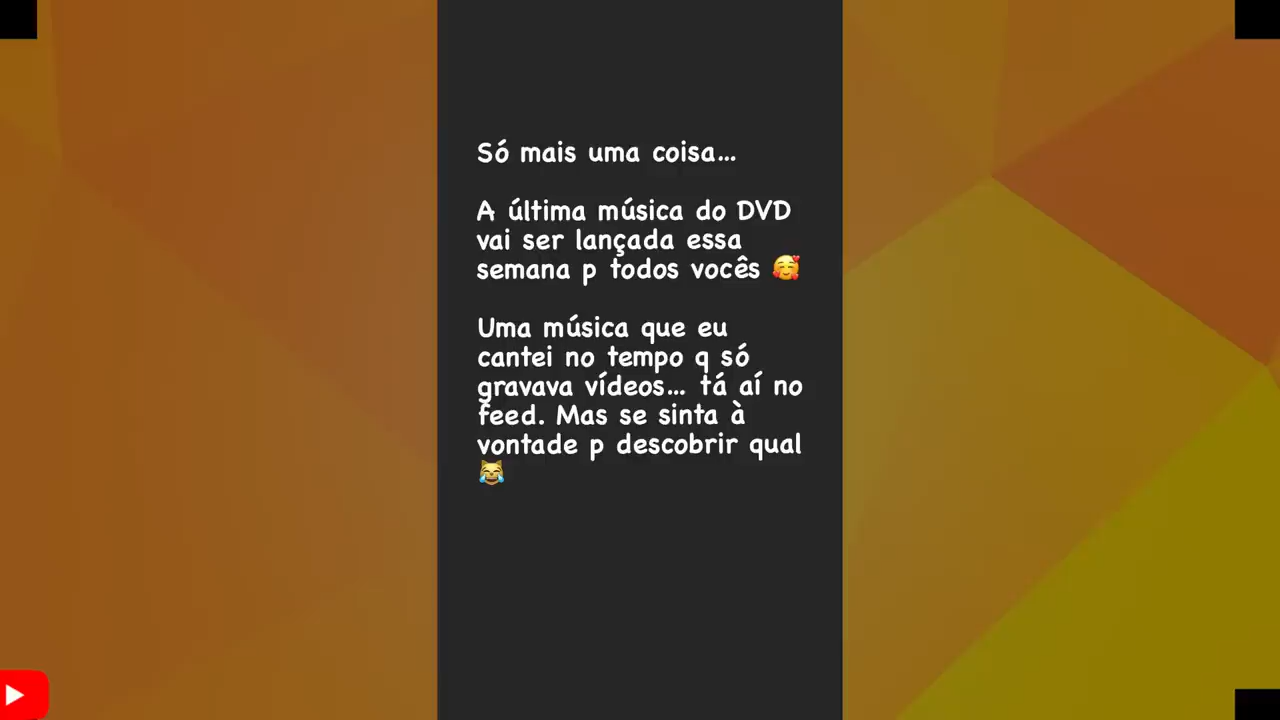 Só mais uma coisa...
A última música do DVD
vai ser lançada essa
semana p todos vocês 🥰
Uma música que eu
cantei no tempo q só
gravava vídeos... tá aí no
feed. Mas se sinta à
vontade p descobrir qual
😹